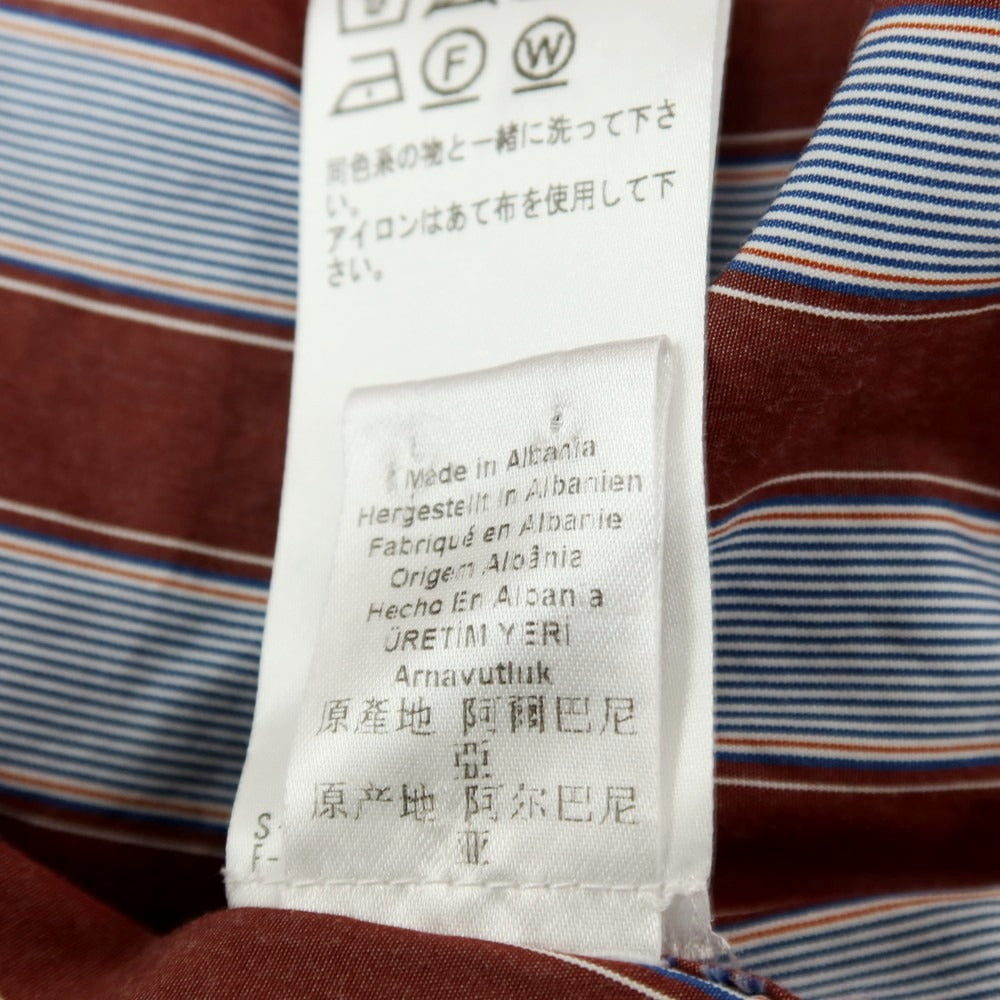 F W
同色系の物と一緒に洗って下さ
い。
アイロンはあて布を使用して下
さい。
Made in Albania
Hergestellt in Albanien
Fabriqué en Albanie
Origem Albânia
Hecho En Albania
ÜRETİM YERİ
Arnavutluk
原產地 阿爾巴尼
亞
原产地 阿尔巴尼
亚
S-
F-